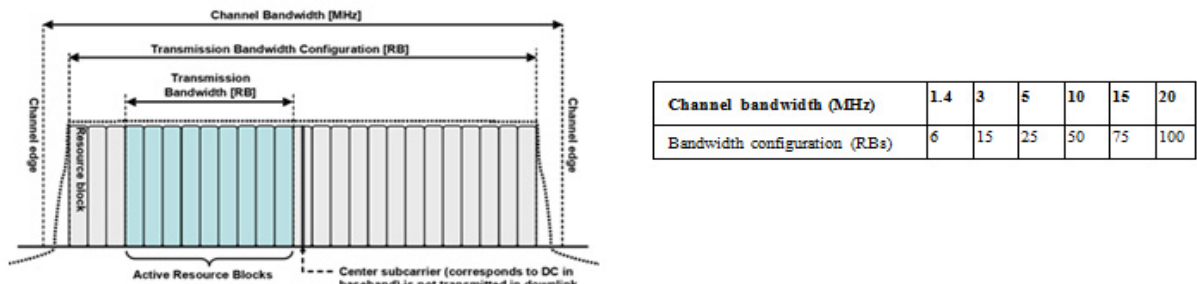 Channel Bandwidth [MHz]
Transmission Bandwidth Configuration [RB]
Transmission
Bandwidth [RB]
Channel edge
Resource block
Channel edge
Active Resource Blocks
Center subcarrier (corresponds to DC in
baseband) is not transmitted in downlink
Channel bandwidth (MHz) 1.4 3 5 10 15 20
Bandwidth configuration (RBs) 6 15 25 50 75 100